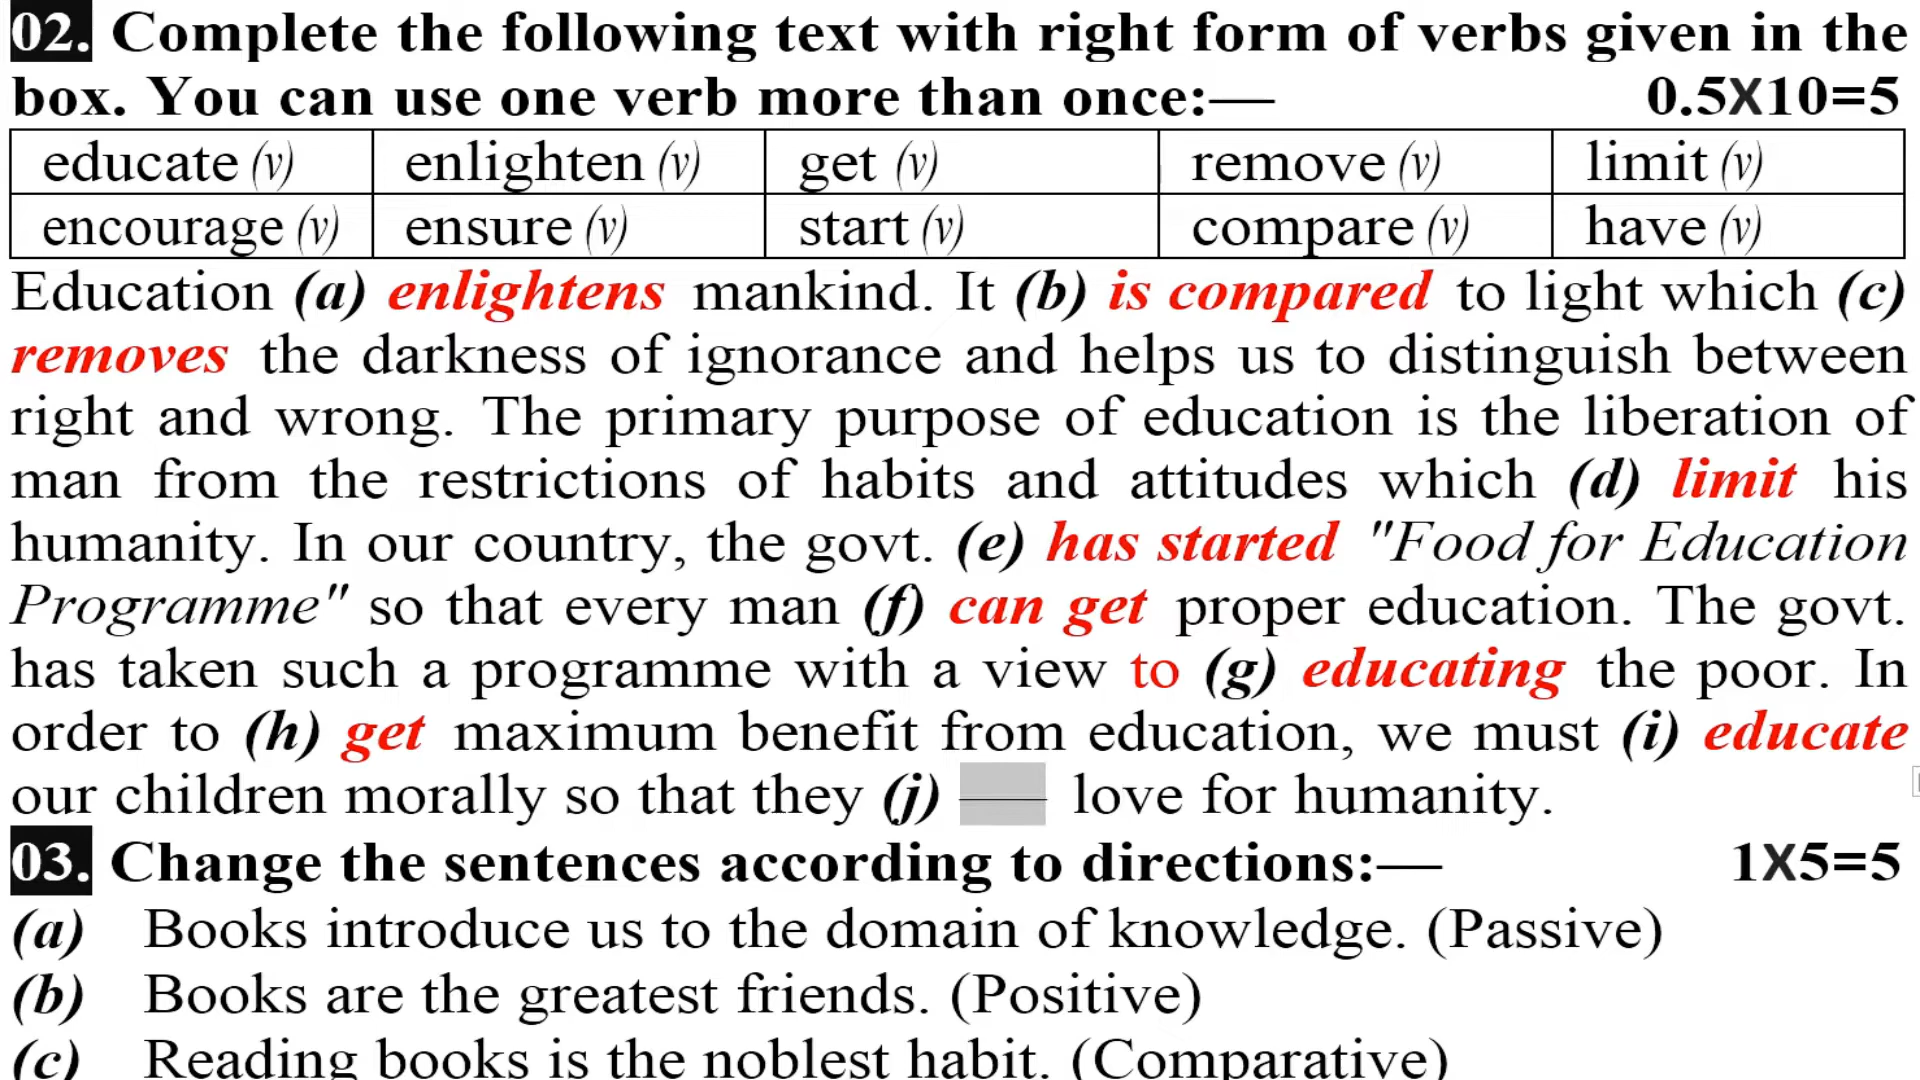 02. Complete the following text with right form of verbs given in the
box. You can use one verb more than once:— 0.5X10=5
educate (v) enlighten (v) get (v) remove (v) limit (v)
encourage (v) ensure (v) start (v) compare (v) have (v)
Education (a) enlightens mankind. It (b) is compared to light which (c)
removes the darkness of ignorance and helps us to distinguish between
right and wrong. The primary purpose of education is the liberation of
man from the restrictions of habits and attitudes which (d) limit his
humanity. In our country, the govt. (e) has started "Food for Education
Programme" so that every man (f) can get proper education. The govt.
has taken such a programme with a view to (g) educating the poor. In
order to (h) get maximum benefit from education, we must (i) educate
our children morally so that they (j) ___ love for humanity.
03. Change the sentences according to directions:— 1X5=5
(a) Books introduce us to the domain of knowledge. (Passive)
(b) Books are the greatest friends. (Positive)
(c) Reading books is the noblest habit. (Comparative)